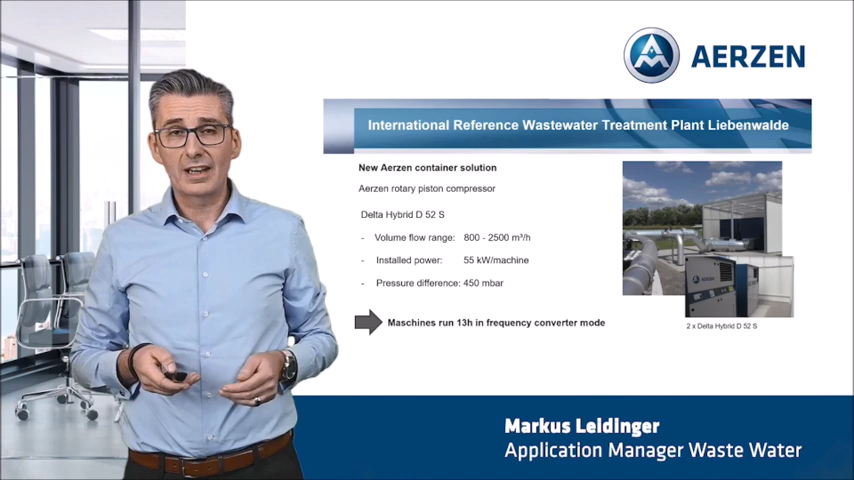 AERZEN
International Reference Wastewater Treatment Plant Liebenwalde
New Aerzen container solution
Aerzen rotary piston compressor
Delta Hybrid D 52 S
- Volume flow range: 800 - 2500 m³/h
- Installed power: 55 kW/machine
- Pressure difference: 450 mbar
Maschines run 13h in frequency converter mode
AERZEN
2 x Delta Hybrid D 52 S
Markus Leidinger
Application Manager Waste Water